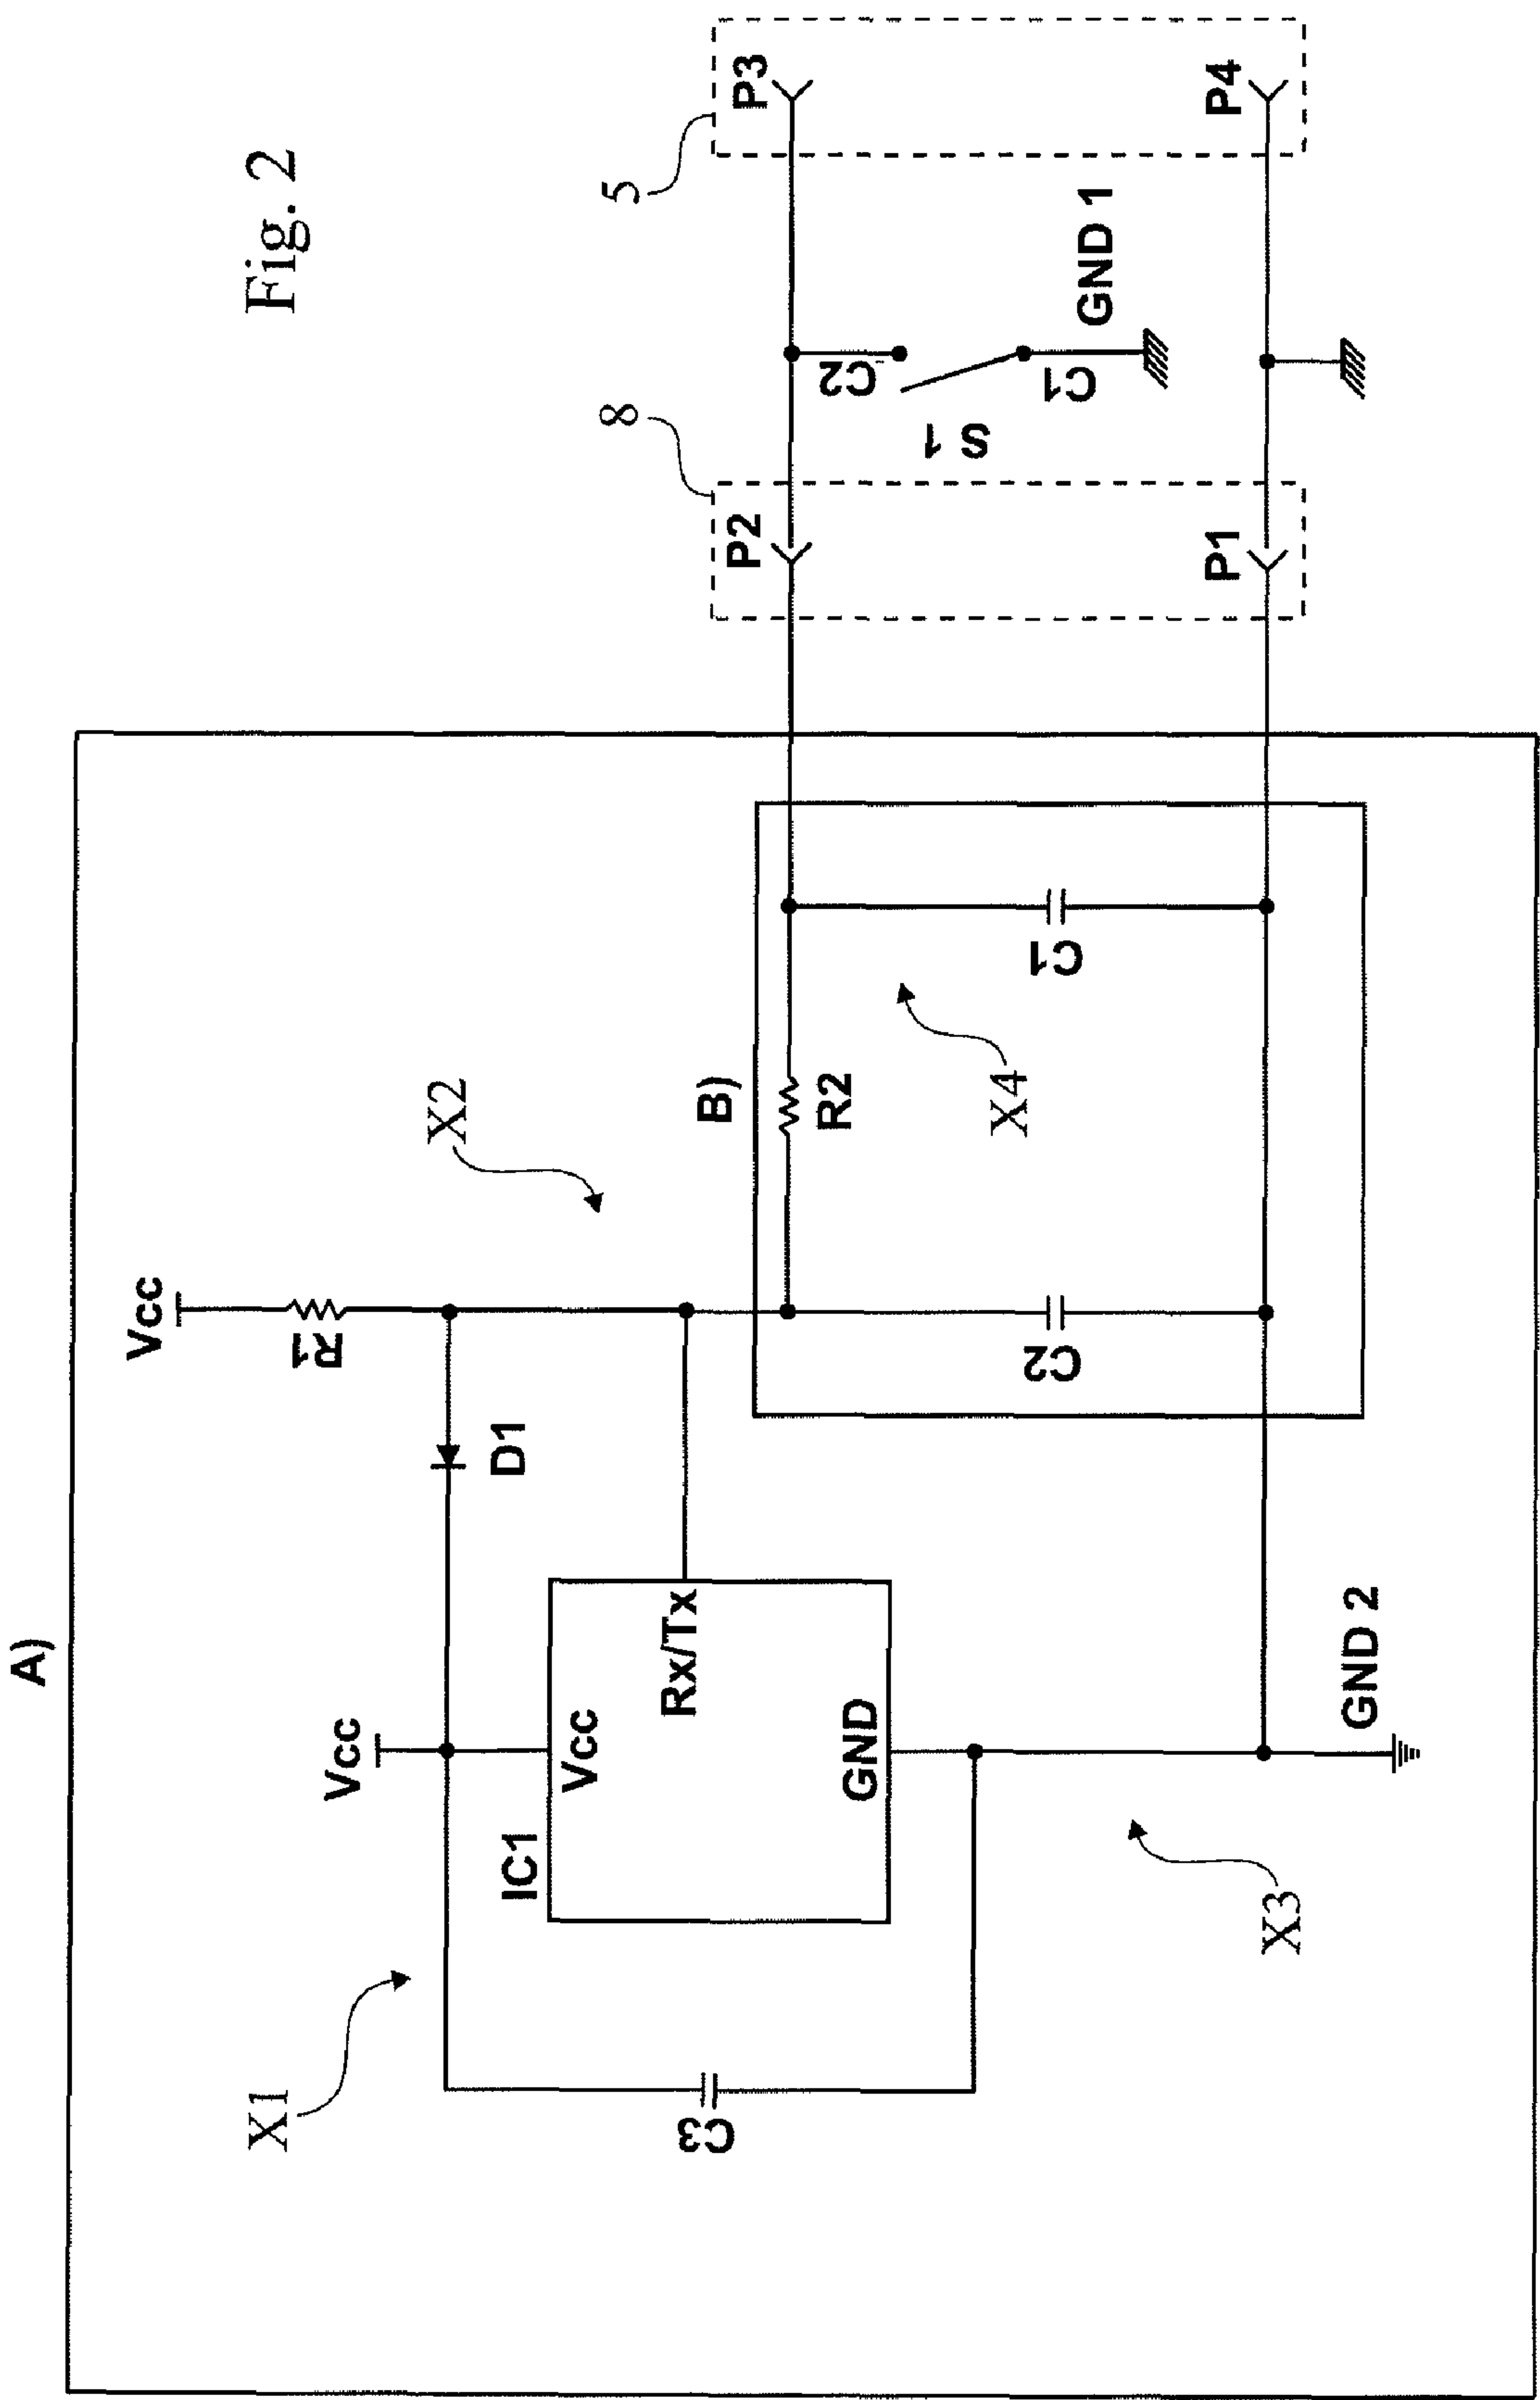 Fig. 2
A)
Vcc
R1
X2
Vcc
D1
X1
IC1
Vcc
Rx/Tx
GND
C3
B)
R2
X4
C2
C1
X3
GND 2
8
P2
P1
5
P3
P4
C2
S 1
C1
GND 1